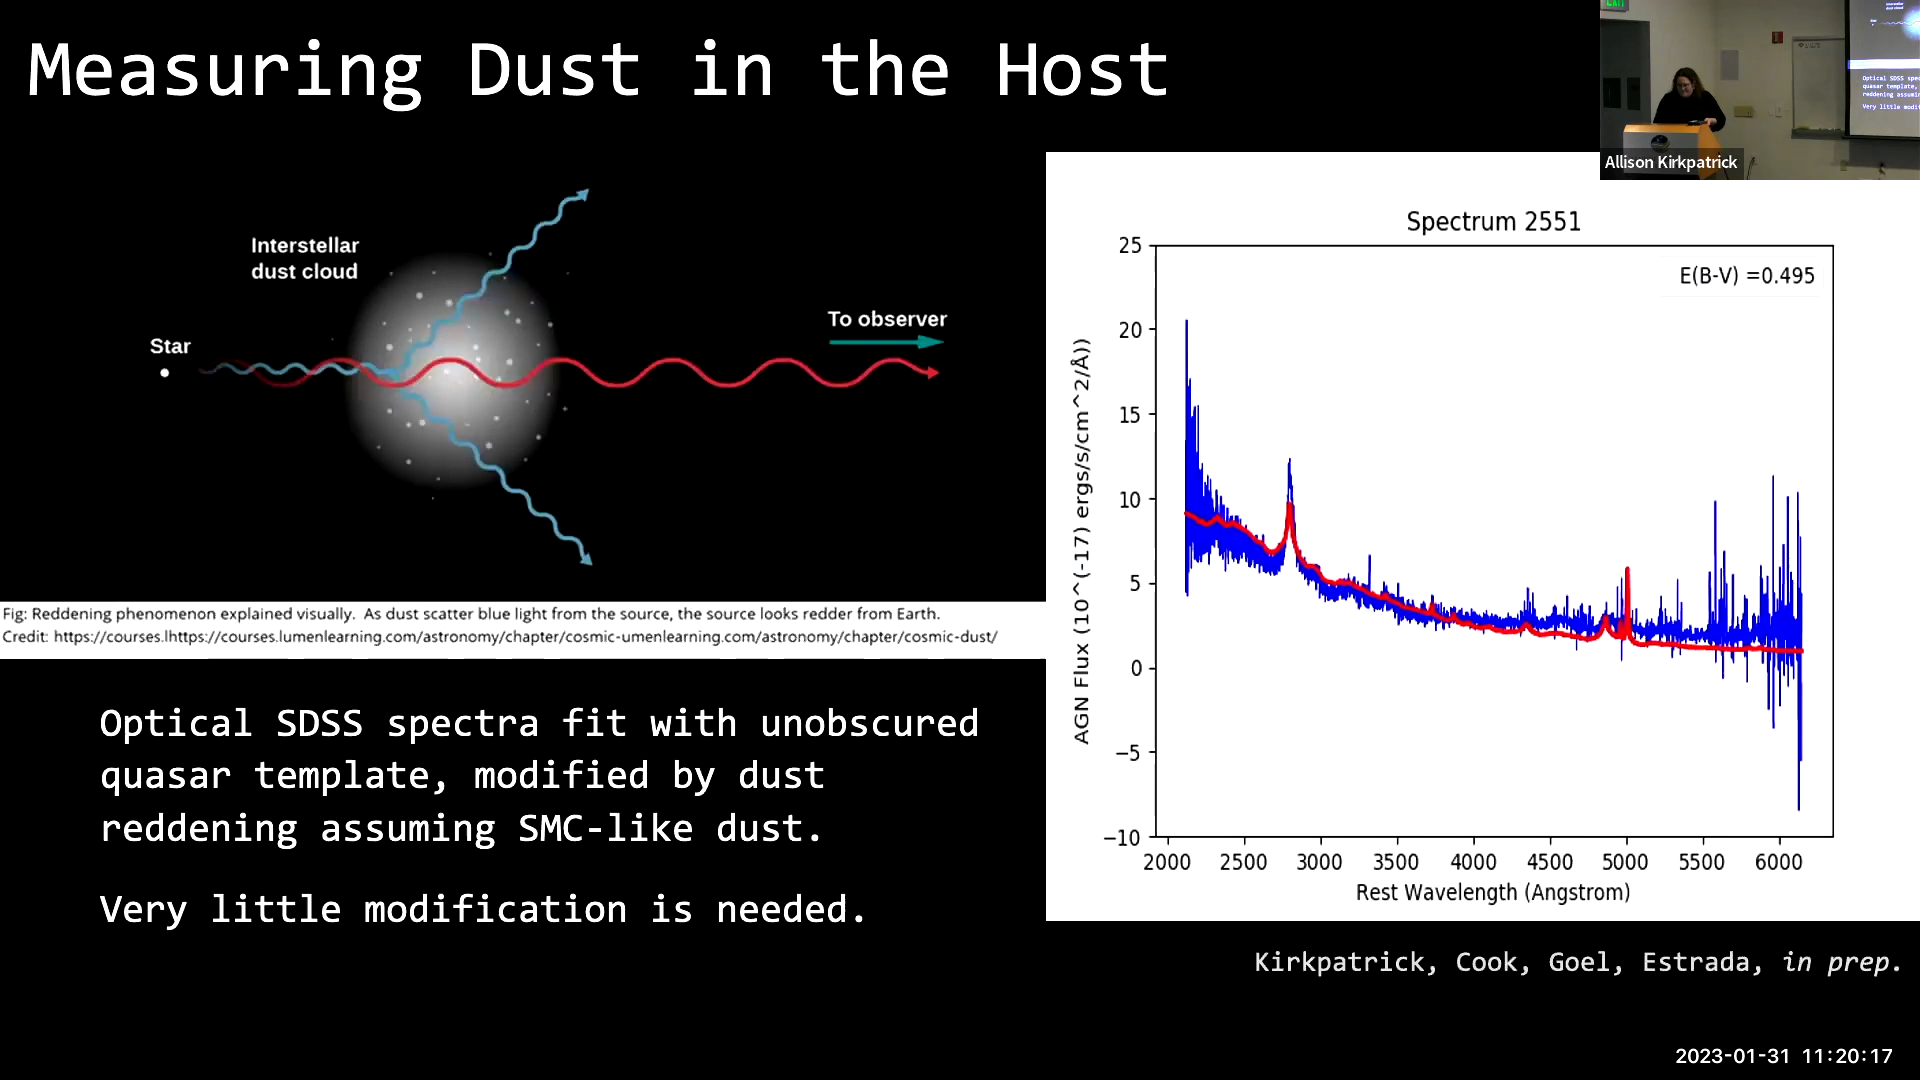 Measuring Dust in the Host
EXIT
Allison Kirkpatrick
Interstellar
dust cloud
Star
To observer
Fig: Reddening phenomenon explained visually. As dust scatter blue light from the source, the source looks redder from Earth.
Credit: https://courses.lhttps://courses.lumenlearning.com/astronomy/chapter/cosmic-umenlearning.com/astronomy/chapter/cosmic-dust/
Optical SDSS spectra fit with unobscured
quasar template, modified by dust
reddening assuming SMC-like dust.
Very little modification is needed.
Spectrum 2551
E(B-V) =0.495
AGN Flux (10^(-17) ergs/s/cm^2/Å))
25
20
15
10
5
0
−5
−10
2000 2500 3000 3500 4000 4500 5000 5500 6000
Rest Wavelength (Angstrom)
Kirkpatrick, Cook, Goel, Estrada, in prep.
2023-01-31 11:20:17